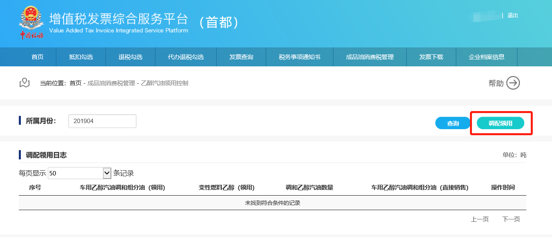 增值税发票综合服务平台 （首都）
Value Added Tax Invoice Integrated Service Platform
| 退出
首页 抵扣勾选 退税勾选 代办退税勾选 发票查询 税务事项通知书 成品油消费税管理 发票下载 企业档案信息
当前位置：首页 - 成品油消费税管理 - 乙醇汽油领用控制 帮助
所属月份： 201904 查询 调配领用
调配领用日志 单位：吨
每页显示 50 条记录
序号 车用乙醇汽油调和组分油（领用） 变性燃料乙醇（领用） 调和乙醇汽油数量 车用乙醇汽油调和组分油（直接销售） 操作时间
未找到符合条件的记录
上一页 下一页